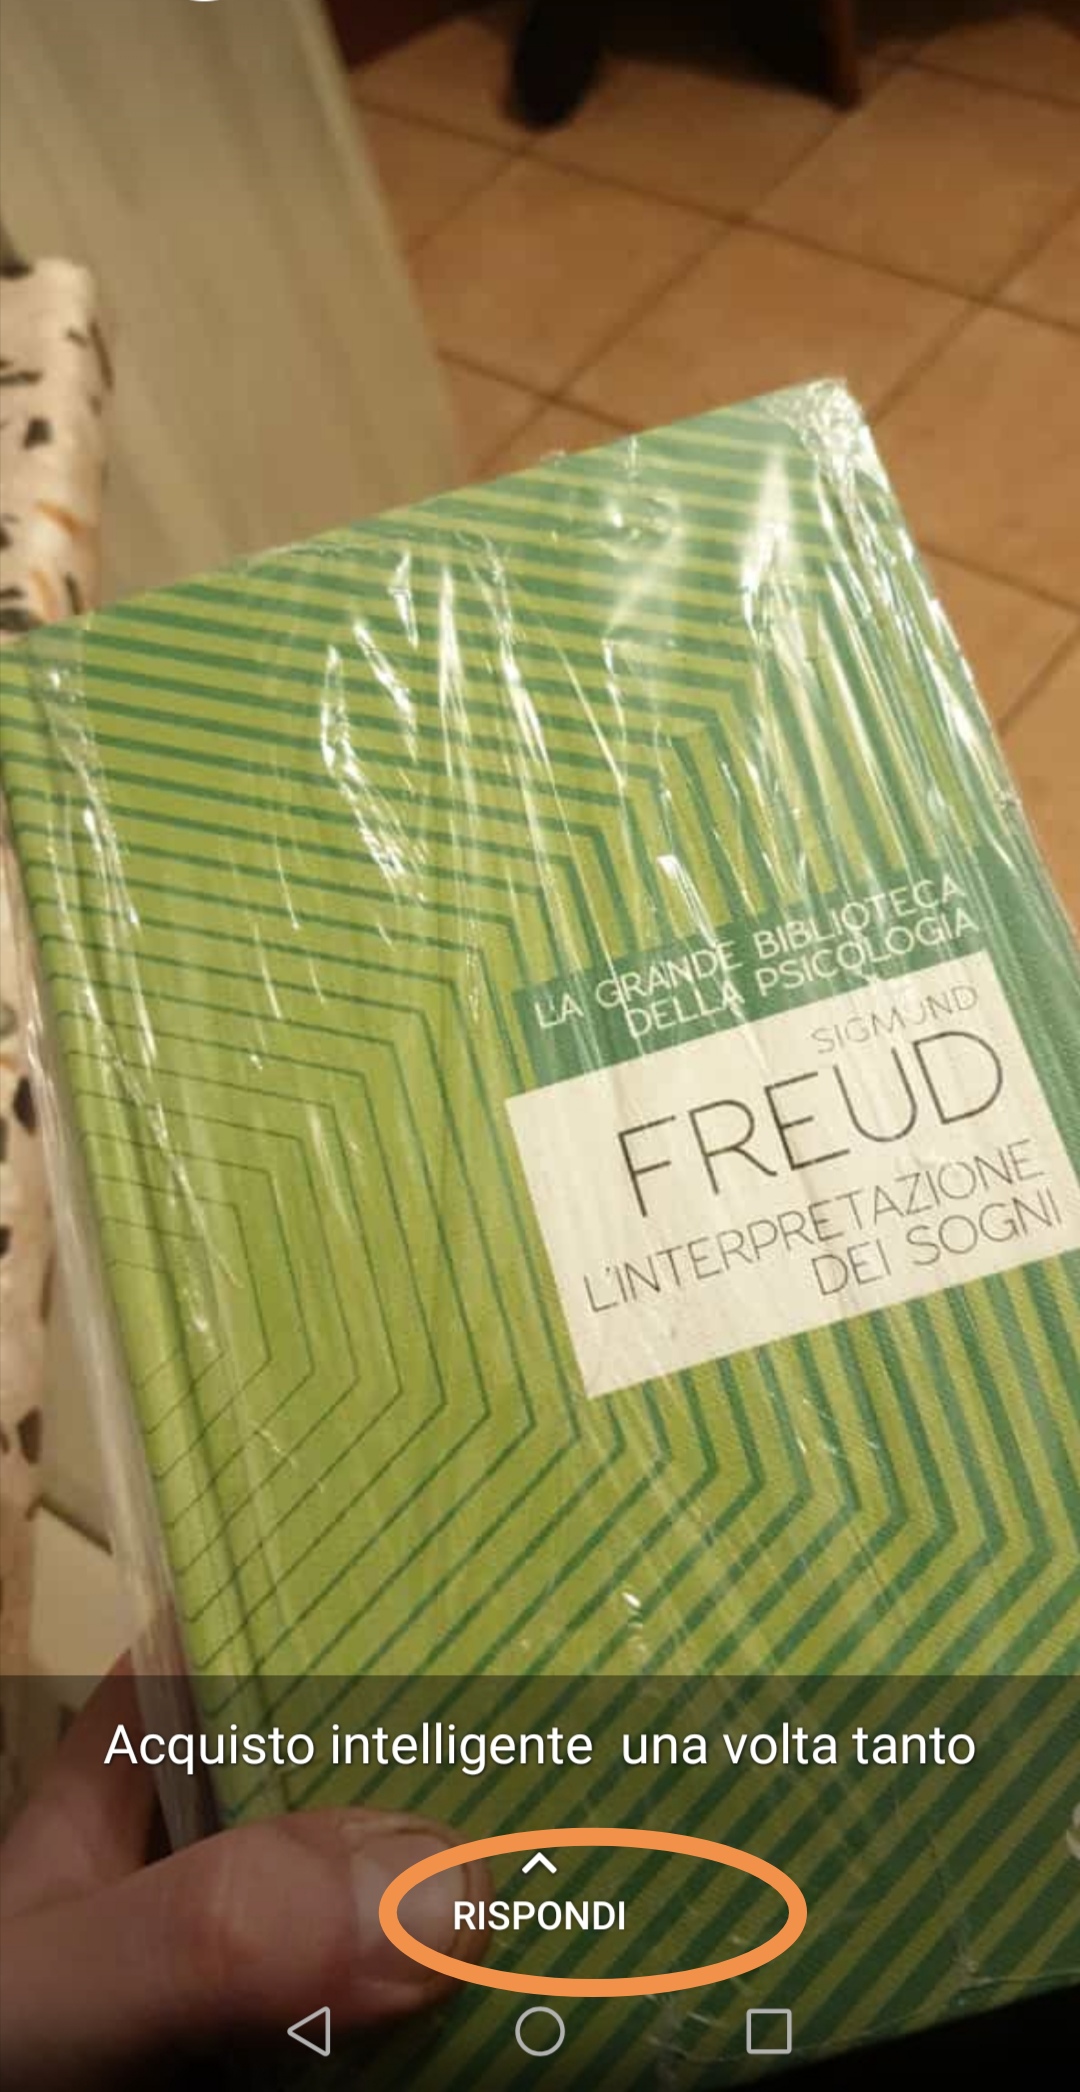 LA GRANDE BIBLIOTECA
DELLA PSICOLOGIA
SIGMUND
FREUD
L'INTERPRETAZIONE
DEI SOGNI
Acquisto intelligente una volta tanto
RISPONDI